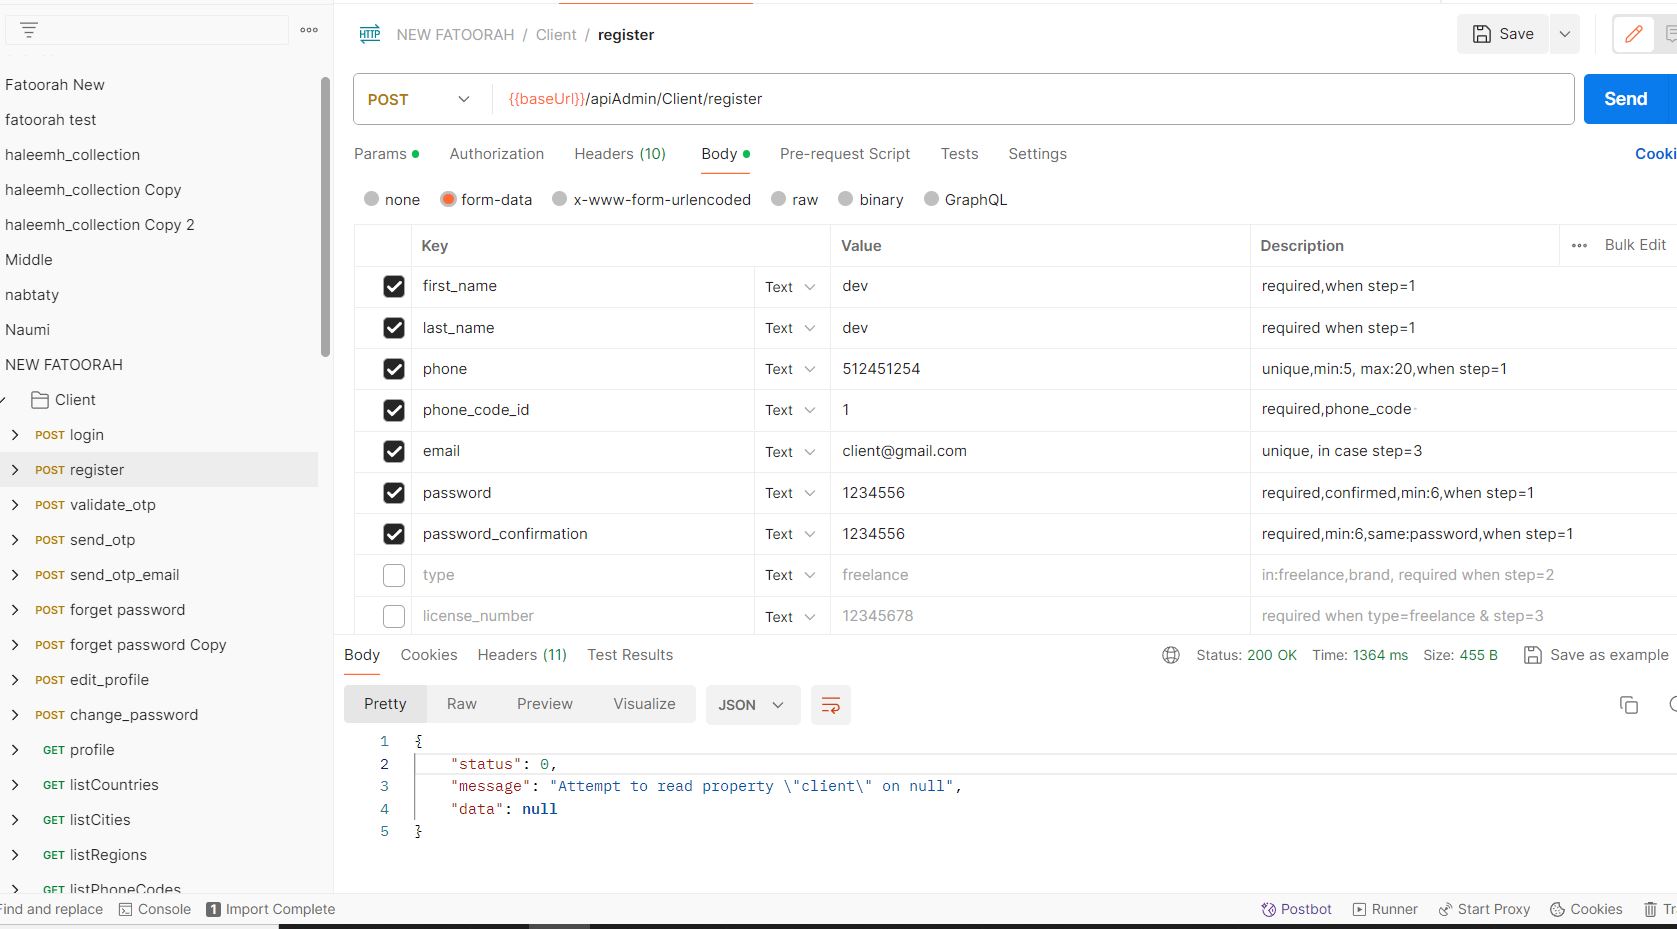 HTTP NEW FATOORAH / Client / register
Save
POST
{{baseUrl}}/apiAdmin/Client/register
Send
Params
Authorization
Headers (10)
Body
Pre-request Script
Tests
Settings
none
form-data
x-www-form-urlencoded
raw
binary
GraphQL
Key Value Description Bulk Edit
first_name Text dev required,when step=1
last_name Text dev required when step=1
phone Text 512451254 unique,min:5, max:20,when step=1
phone_code_id Text 1 required,phone_code
email Text client@gmail.com unique, in case step=3
password Text 1234556 required,confirmed,min:6,when step=1
password_confirmation Text 1234556 required,min:6,same:password,when step=1
type Text freelance in:freelance,brand, required when step=2
license_number Text 12345678 required when type=freelance & step=3
Fatoorah New
fatoorah test
haleemh_collection
haleemh_collection Copy
haleemh_collection Copy 2
Middle
nabtaty
Naumi
NEW FATOORAH
Client
POST login
POST register
POST validate_otp
POST send_otp
POST send_otp_email
POST forget password
POST forget password Copy
POST edit_profile
POST change_password
GET profile
GET listCountries
GET listCities
GET listRegions
GET listPhoneCodes
Body Cookies Headers (11) Test Results
Status: 200 OK Time: 1364 ms Size: 455 B Save as example
Pretty Raw Preview Visualize JSON
1 {
2 "status": 0,
3 "message": "Attempt to read property \"client\" on null",
4 "data": null
5 }
Find and replace Console 1 Import Complete
Postbot Runner Start Proxy Cookies